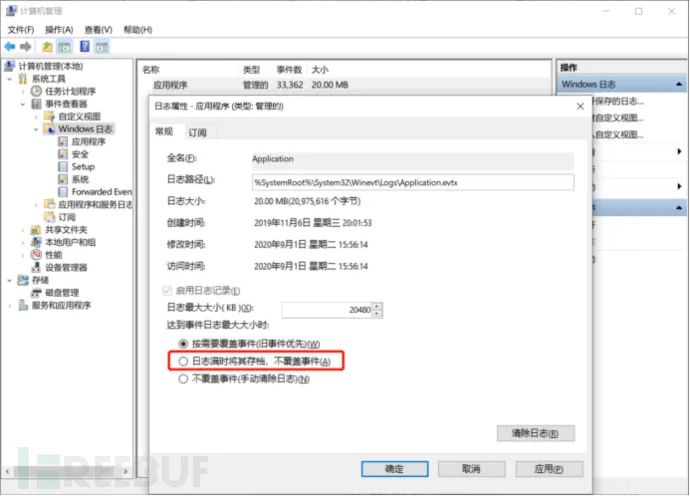 计算机管理
文件(F) 操作(A) 查看(V) 帮助(H)
计算机管理(本地)
系统工具
任务计划程序
事件查看器
自定义视图
Windows 日志
应用程序
安全
Setup
系统
Forwarded Even
应用程序和服务日志
订阅
共享文件夹
本地用户和组
性能
设备管理器
存储
磁盘管理
服务和应用程序
名称 类型 事件数 大小
应用程序 管理的 33,362 20.00 MB
操作
Windows 日志
保存的日志...
自定义视图...
自定义视图...
日志属性 - 应用程序 (类型: 管理的)
常规 订阅
全名(F): Application
日志路径(L): %SystemRoot%\System32\Winevt\Logs\Application.evtx
日志大小: 20.00 MB(20,975,616 个字节)
创建时间: 2019年11月6日 星期三 20:01:53
修改时间: 2020年9月1日 星期二 15:56:14
访问时间: 2020年9月1日 星期二 15:56:14
启用日志记录(E)
日志最大大小( KB )(X): 20480
达到事件日志最大大小时:
按需要覆盖事件(旧事件优先)(W)
日志满时将其存档，不覆盖事件(A)
不覆盖事件(手动清除日志)(N)
清除日志(R)
确定 取消 应用(P)
FREEBUF